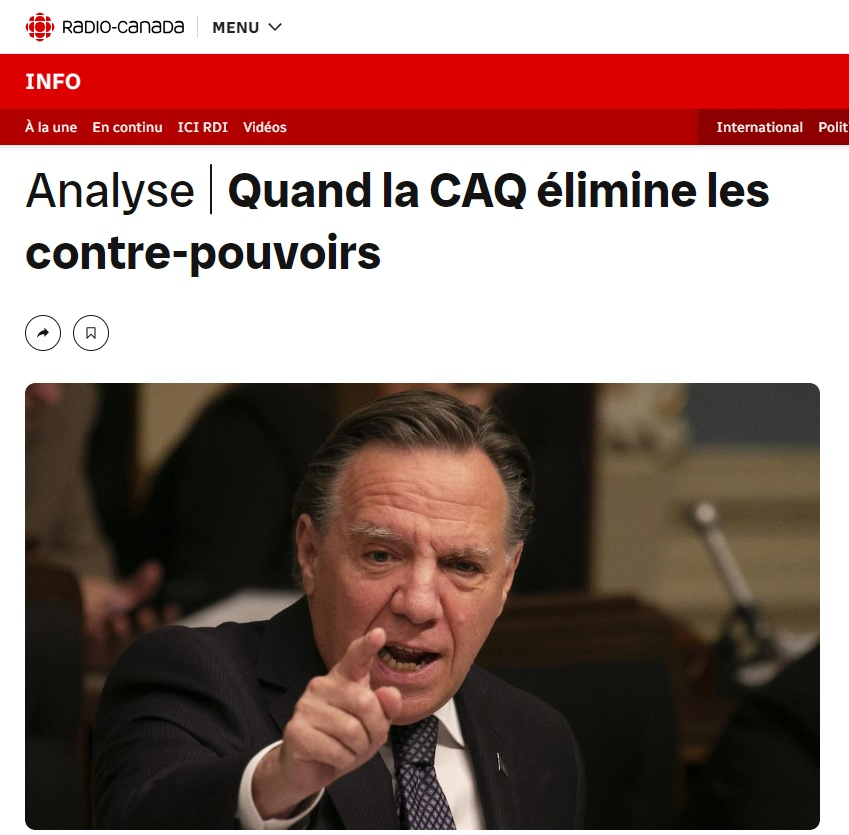 RADIO-CANADA MENU
INFO
À la une En continu ICI RDI Vidéos International Polit
Analyse | Quand la CAQ élimine les
contre-pouvoirs